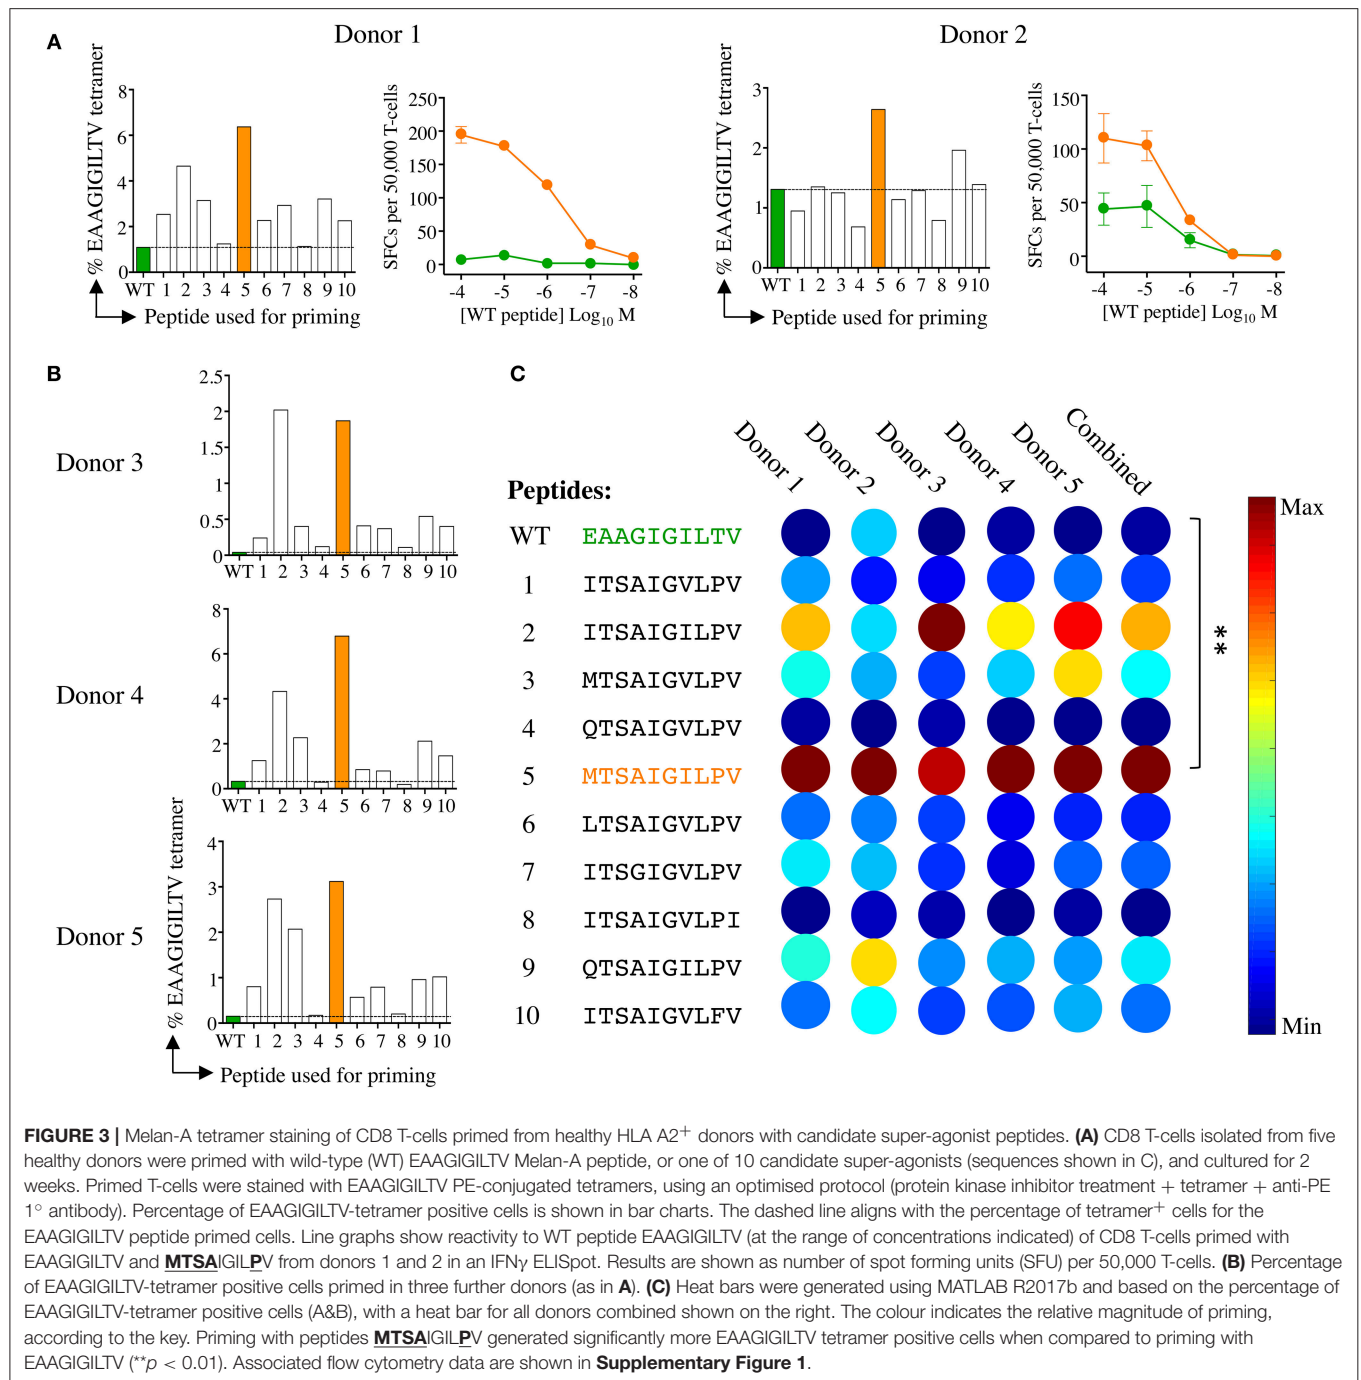 A
Donor 1
Donor 2
% EAAGIGILTV tetramer
8
6
4
2
0
WT 1 2 3 4 5 6 7 8 9 10
Peptide used for priming
SFCs per 50,000 T-cells
250
200
150
100
50
0
-4 -5 -6 -7 -8
[WT peptide] Log10 M
% EAAGIGILTV tetramer
3
2
1
0
WT 1 2 3 4 5 6 7 8 9 10
Peptide used for priming
SFCs per 50,000 T-cells
150
100
50
0
-4 -5 -6 -7 -8
[WT peptide] Log10 M
B
Donor 3
2.5
2
1.5
1
0.5
0
WT 1 2 3 4 5 6 7 8 9 10
Donor 4
8
6
4
2
0
WT 1 2 3 4 5 6 7 8 9 10
Donor 5
% EAAGIGILTV tetramer
4
3
2
1
0
WT 1 2 3 4 5 6 7 8 9 10
Peptide used for priming
C
Donor 1
Donor 2
Donor 3
Donor 4
Donor 5
Combined
Peptides:
WT EAAGIGILTV
1 ITSAIGVLPV
2 ITSAIGILPV
3 MTSAIGVLPV
4 QTSAIGVLPV
5 MTSAIGILPV
6 LTSAIGVLPV
7 ITSGIGVLPV
8 ITSAIGVLPI
9 QTSAIGILPV
10 ITSAIGVLFV
**
Max
Min
FIGURE 3 | Melan-A tetramer staining of CD8 T-cells primed from healthy HLA A2+ donors with candidate super-agonist peptides. (A) CD8 T-cells isolated from five
healthy donors were primed with wild-type (WT) EAAGIGILTV Melan-A peptide, or one of 10 candidate super-agonists (sequences shown in C), and cultured for 2
weeks. Primed T-cells were stained with EAAGIGILTV PE-conjugated tetramers, using an optimised protocol (protein kinase inhibitor treatment + tetramer + anti-PE
1° antibody). Percentage of EAAGIGILTV-tetramer positive cells is shown in bar charts. The dashed line aligns with the percentage of tetramer+ cells for the
EAAGIGILTV peptide primed cells. Line graphs show reactivity to WT peptide EAAGIGILTV (at the range of concentrations indicated) of CD8 T-cells primed with
EAAGIGILTV and MTSAIGILPV from donors 1 and 2 in an IFNγ ELISpot. Results are shown as number of spot forming units (SFU) per 50,000 T-cells. (B) Percentage
of EAAGIGILTV-tetramer positive cells primed in three further donors (as in A). (C) Heat bars were generated using MATLAB R2017b and based on the percentage of
EAAGIGILTV-tetramer positive cells (A&B), with a heat bar for all donors combined shown on the right. The colour indicates the relative magnitude of priming,
according to the key. Priming with peptides MTSAIGILPV generated significantly more EAAGIGILTV tetramer positive cells when compared to priming with
EAAGIGILTV (**p < 0.01). Associated flow cytometry data are shown in Supplementary Figure 1.